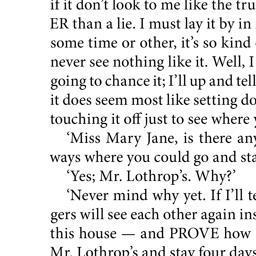 if it don't look to me like the tru
ER than a lie. I must lay it by in
some time or other, it's so kind
never see nothing like it. Well, I
going to chance it; I'll up and tell
it does seem most like setting do
touching it off just to see where y
'Miss Mary Jane, is there any
ways where you could go and sta
'Yes; Mr. Lothrop's. Why?'
'Never mind why yet. If I'll te
gers will see each other again ins
this house — and PROVE how
Mr. Lothrop's and stay four days